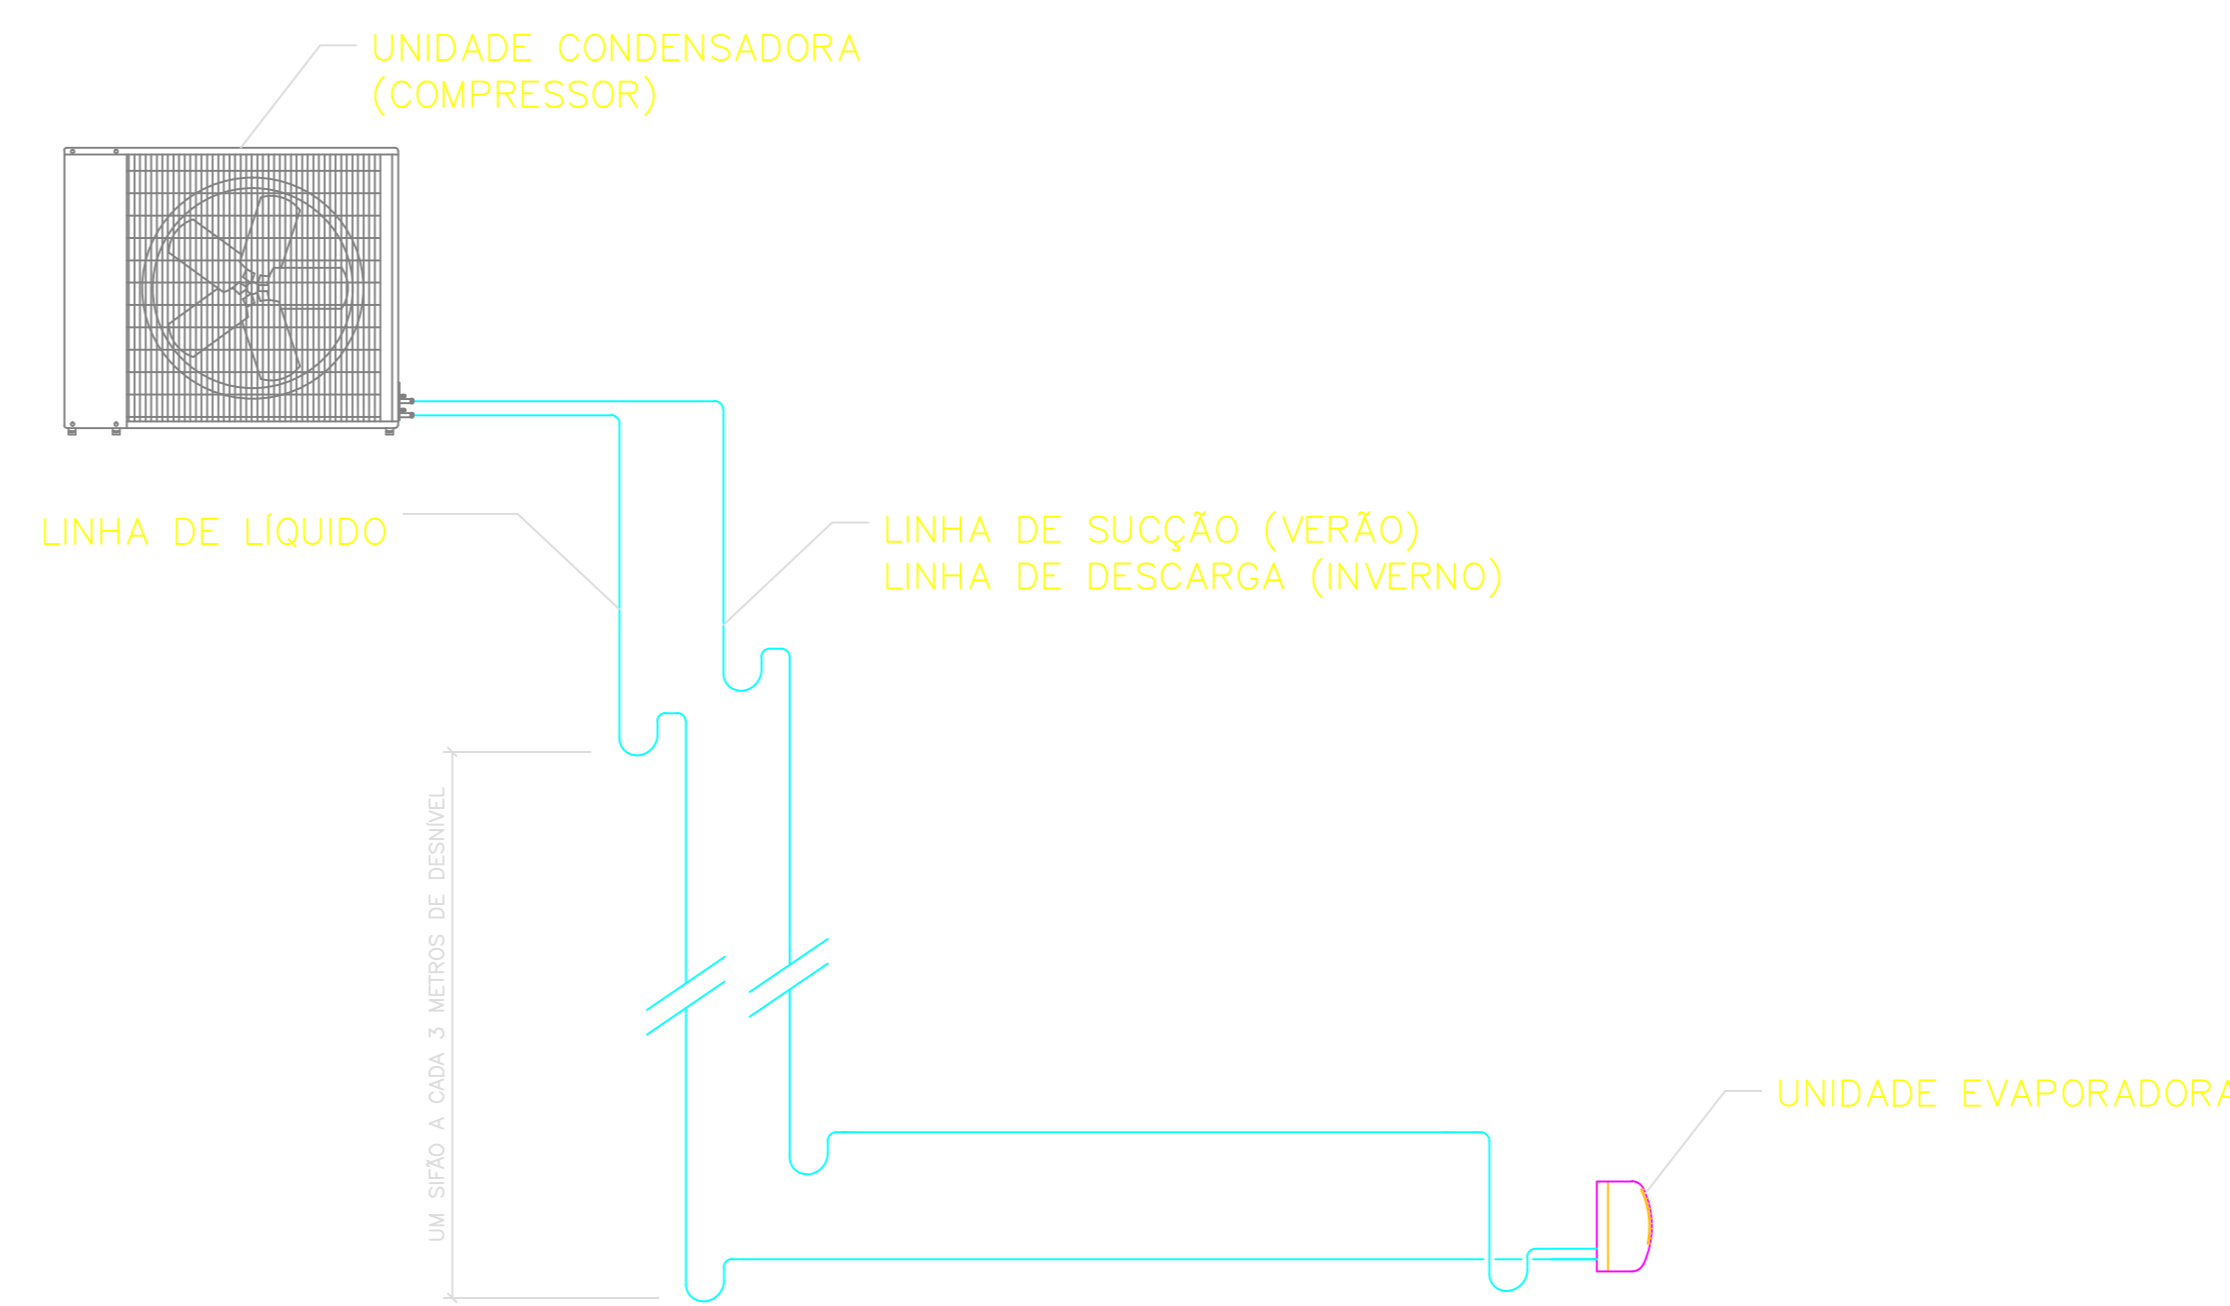 UNIDADE CONDENSADORA
(COMPRESSOR)
LINHA DE LÍQUIDO
LINHA DE SUCÇÃO (VERÃO)
LINHA DE DESCARGA (INVERNO)
UM SIFÃO A CADA 3 METROS DE DESNÍVEL
UNIDADE EVAPORADORA